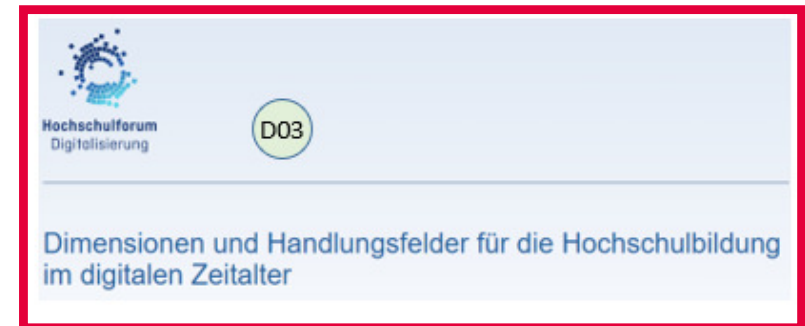 Hochschulforum
Digitalisierung
D03
Dimensionen und Handlungsfelder für die Hochschulbildung
im digitalen Zeitalter